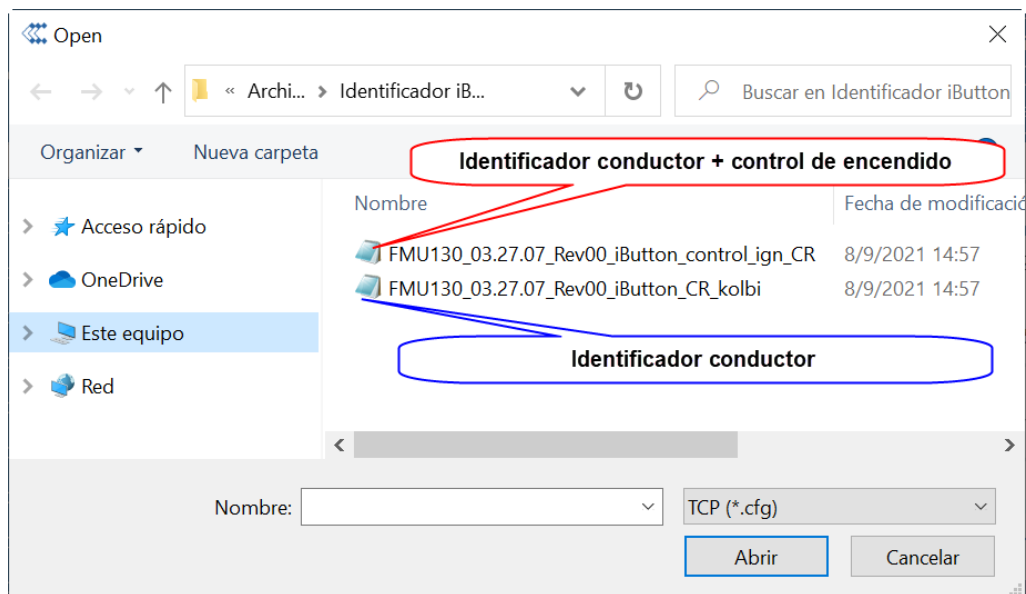 Open
« Archi... > Identificador iB...
Buscar en Identificador iButton
Organizar
Nueva carpeta
Identificador conductor + control de encendido
Nombre
Fecha de modificació
Acceso rápido
OneDrive
Este equipo
Red
FMU130_03.27.07_Rev00_iButton_control_ign_CR 8/9/2021 14:57
FMU130_03.27.07_Rev00_iButton_CR_kolbi 8/9/2021 14:57
Identificador conductor
Nombre:
TCP (*.cfg)
Abrir
Cancelar